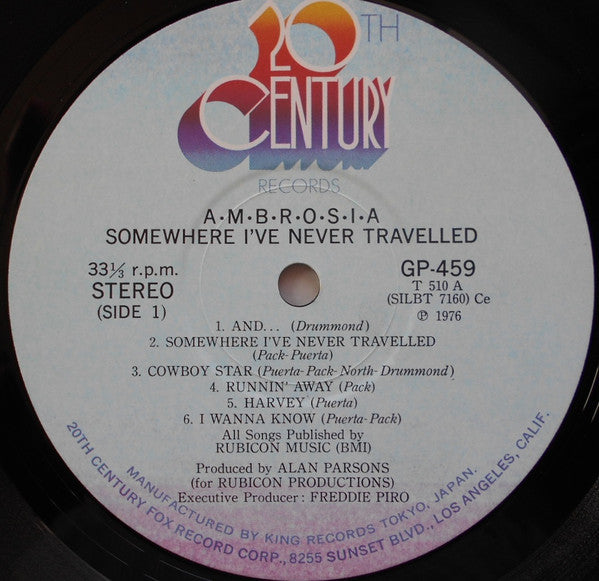 20TH
CENTURY
RECORDS
A·M·B·R·O·S·I·A
SOMEWHERE I'VE NEVER TRAVELLED
33⅓ r.p.m.
STEREO
(SIDE 1)
GP-459
T 510 A
(SILBT 7160) Ce
℗ 1976
1. AND... (Drummond)
2. SOMEWHERE I'VE NEVER TRAVELLED
(Pack-Puerta)
3. COWBOY STAR (Puerta-Pack-North-Drummond)
4. RUNNIN' AWAY (Pack)
5. HARVEY (Puerta)
6. I WANNA KNOW (Puerta-Pack)
All Songs Published by
RUBICON MUSIC (BMI)
Produced by ALAN PARSONS
(for RUBICON PRODUCTIONS)
Executive Producer: FREDDIE PIRO
MANUFACTURED BY KING RECORDS TOKYO, JAPAN.
20TH CENTURY FOX RECORD CORP., 8255 SUNSET BLVD., LOS ANGELES, CALIF.